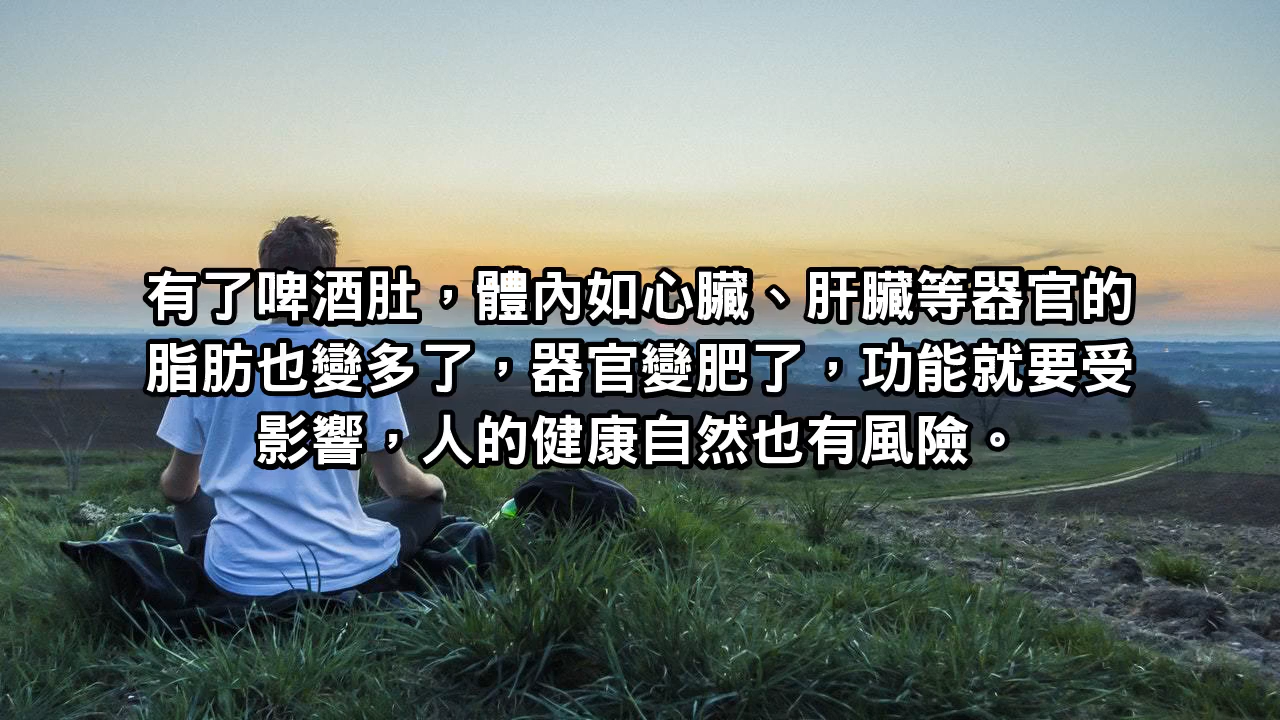 有了啤酒肚，體內如心臟、肝臟等器官的
脂肪也變多了，器官變肥了，功能就要受
影響，人的健康自然也有風險。